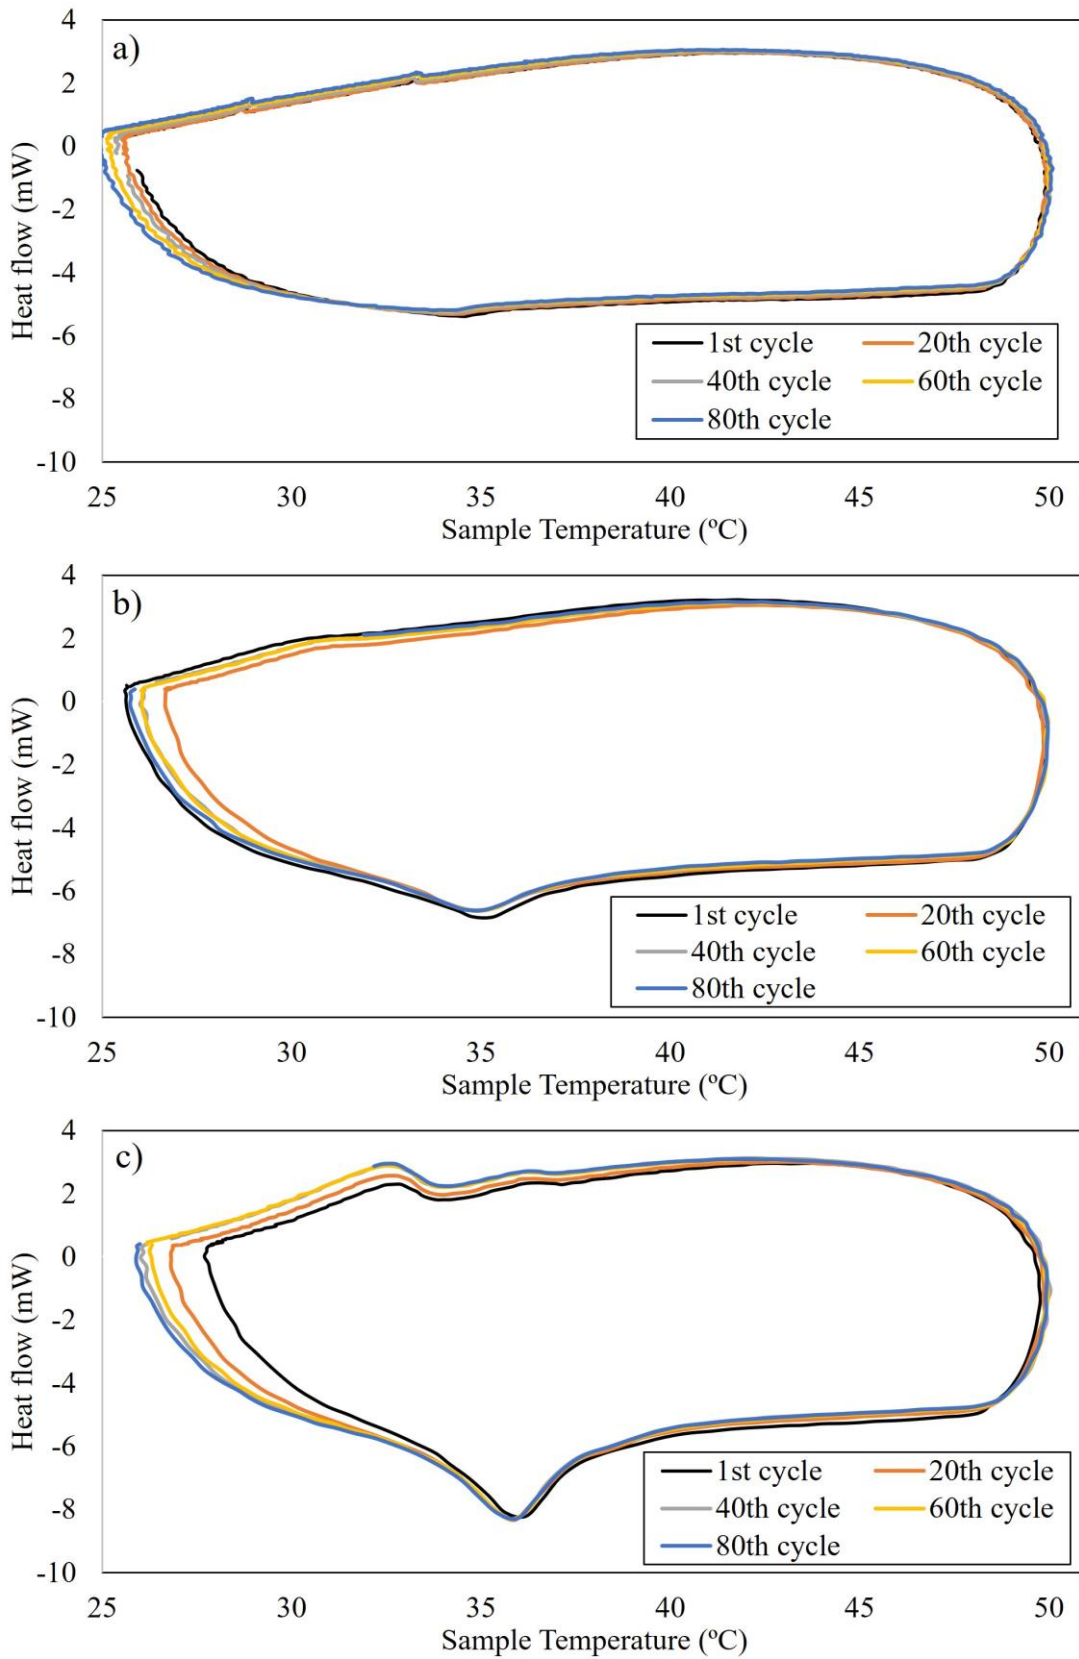 4
a)
2
0
-2
-4
-6
-8
-10
Heat flow (mW)
1st cycle 20th cycle
40th cycle 60th cycle
80th cycle
25 30 35 40 45 50
Sample Temperature (ºC)
4
b)
2
0
-2
-4
-6
-8
-10
Heat flow (mW)
1st cycle 20th cycle
40th cycle 60th cycle
80th cycle
25 30 35 40 45 50
Sample Temperature (ºC)
4
c)
2
0
-2
-4
-6
-8
-10
Heat flow (mW)
1st cycle 20th cycle
40th cycle 60th cycle
80th cycle
25 30 35 40 45 50
Sample Temperature (ºC)